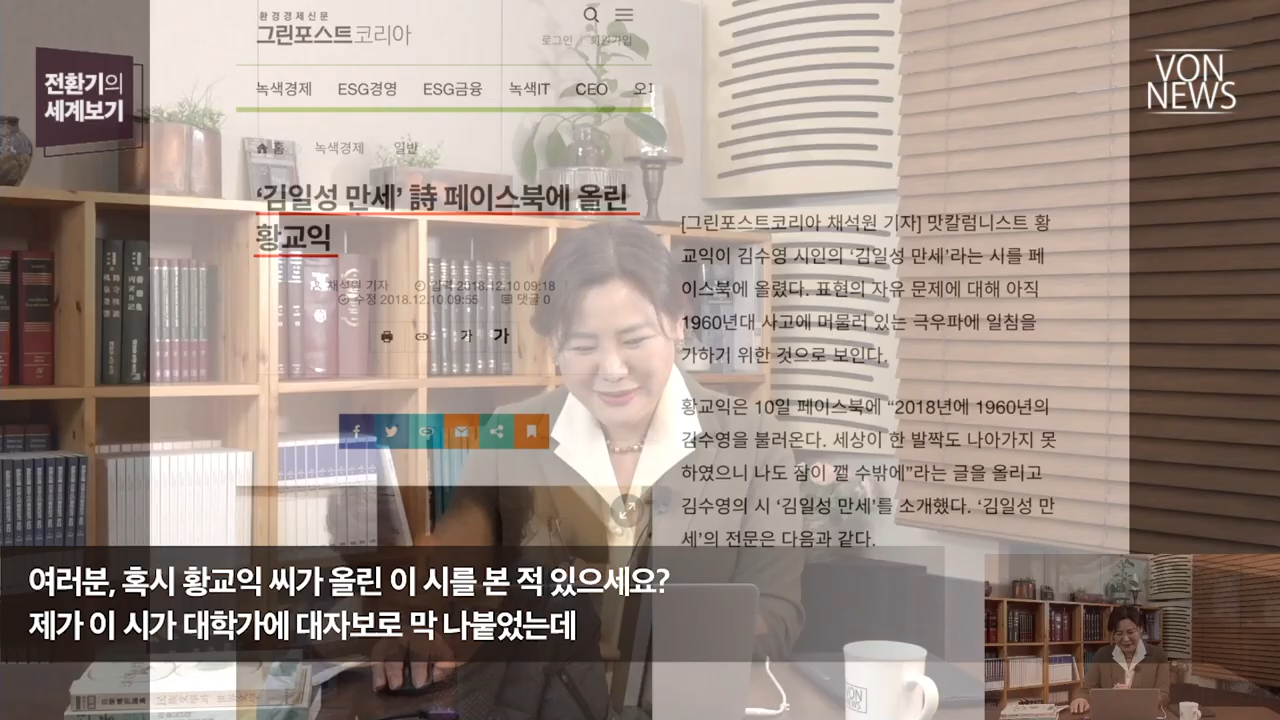 환경경제신문
그린포스트코리아
로그인
회원가입
전환기의
세계보기
VON
NEWS
녹색경제 ESG경영 ESG금융 녹색IT CEO
홈 녹색경제 일반
‘김일성 만세’ 詩 페이스북에 올린
황교익
채석원 기자 입력 2018.12.10 09:18
수정 2018.12.10 09:55 댓글 0
가 가
[그린포스트코리아 채석원 기자] 맛칼럼니스트 황
교익이 김수영 시인의 ‘김일성 만세’라는 시를 페
이스북에 올렸다. 표현의 자유 문제에 대해 아직
1960년대 사고에 머물러 있는 극우파에 일침을
가하기 위한 것으로 보인다.
황교익은 10일 페이스북에 “2018년에 1960년의
김수영을 불러온다. 세상이 한 발짝도 나아가지 못
하였으니 나도 잠이 깰 수밖에”라는 글을 올리고
김수영의 시 ‘김일성 만세’를 소개했다. ‘김일성 만
세’의 전문은 다음과 같다.
여러분, 혹시 황교익 씨가 올린 이 시를 본 적 있으세요?
제가 이 시가 대학가에 대자보로 막 나붙었는데
VON
NEWS